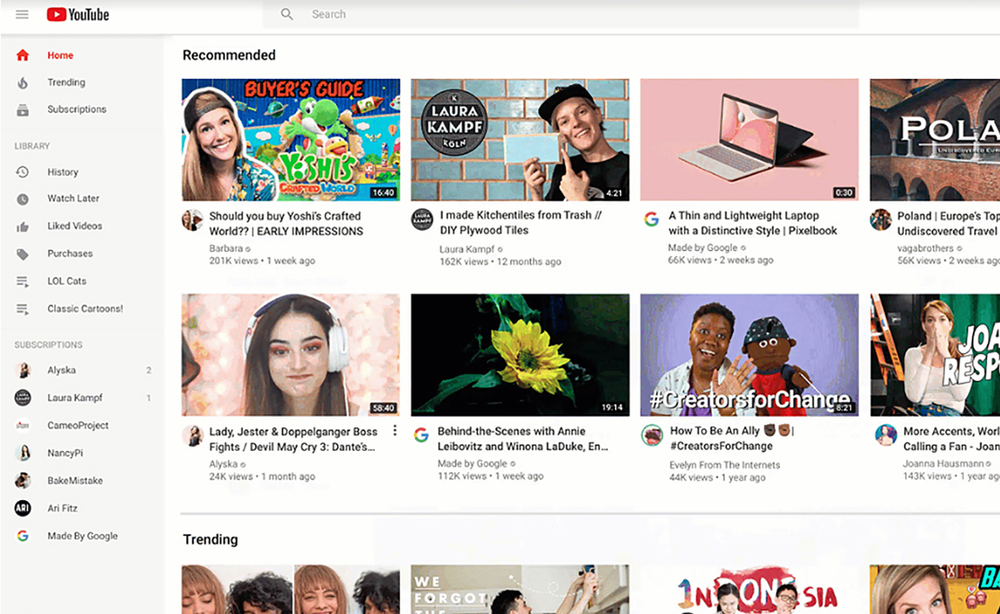 YouTube
Search
Home
Trending
Subscriptions
LIBRARY
History
Watch Later
Liked Videos
Purchases
LOL Cats
Classic Cartoons!
SUBSCRIPTIONS
Alyska 2
Laura Kampf 1
CameoProject
NancyPi
BakeMistake
ARI Ari Fitz
Made By Google
Recommended
BUYER'S GUIDE
YOSHI'S
CRAFTED WORLD
16:40
K
LAURA
KAMPF
KÖLN
4:21
0:30
POLA
UNDISCOVERED EUR
Should you buy Yoshi's Crafted
World?? | EARLY IMPRESSIONS
Barbara
201K views • 1 week ago
I made Kitchentiles from Trash //
DIY Plywood Tiles
Laura Kampf
162K views • 12 months ago
A Thin and Lightweight Laptop
with a Distinctive Style | Pixelbook
Made by Google
66K views • 2 weeks ago
Poland | Europe's Top
Undiscovered Travel
vagabrothers
56K views • 2 weeks ago
58:40
19:14
#CreatorsforChange
8:21
JOA
RESP
Lady, Jester & Doppelganger Boss
Fights / Devil May Cry 3: Dante's...
Alyska
24K views • 1 month ago
Behind-the-Scenes with Annie
Leibovitz and Winona LaDuke, En...
Made by Google
112K views • 1 week ago
How To Be An Ally ✊🏿✊🏾|
#CreatorsForChange
Evelyn From The Internets
44K views • 1 year ago
More Accents, Worl
Calling a Fan - Joan
Joanna Hausmann
143K views • 1 year ago
Trending
WE
FORGOT
THE
INDONESIA
BA